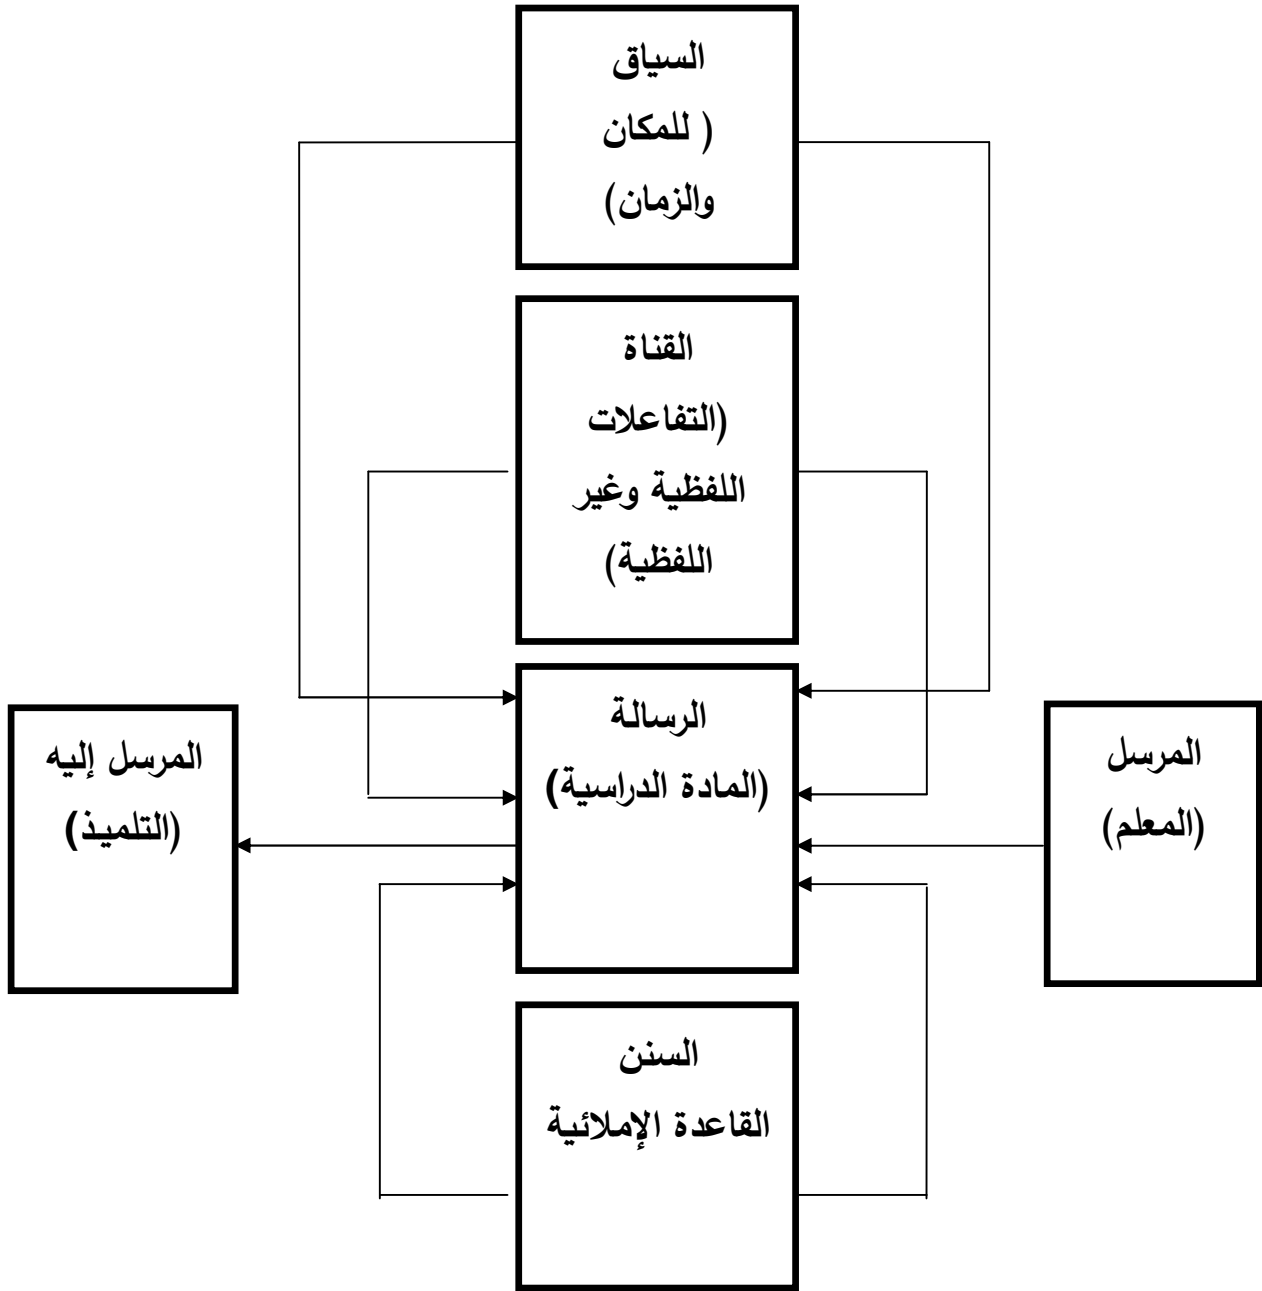 السياق
( للمكان
والزمان)
القناة
(التفاعلات
اللفظية وغير
اللفظية)
المرسل
(المعلم)
الرسالة
(المادة الدراسية)
المرسل إليه
(التلميذ)
السنن
القاعدة الإملائية